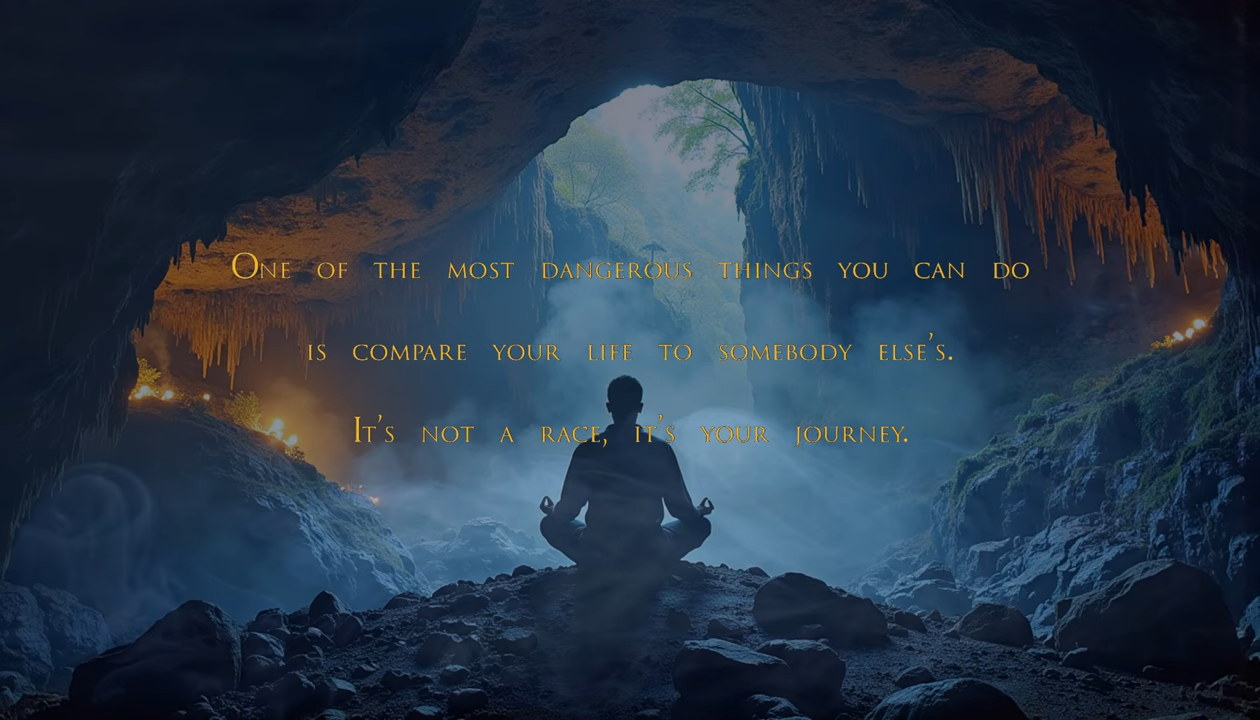 One of the most dangerous things you can do
is compare your life to somebody else's.
It's not a race, it's your journey.